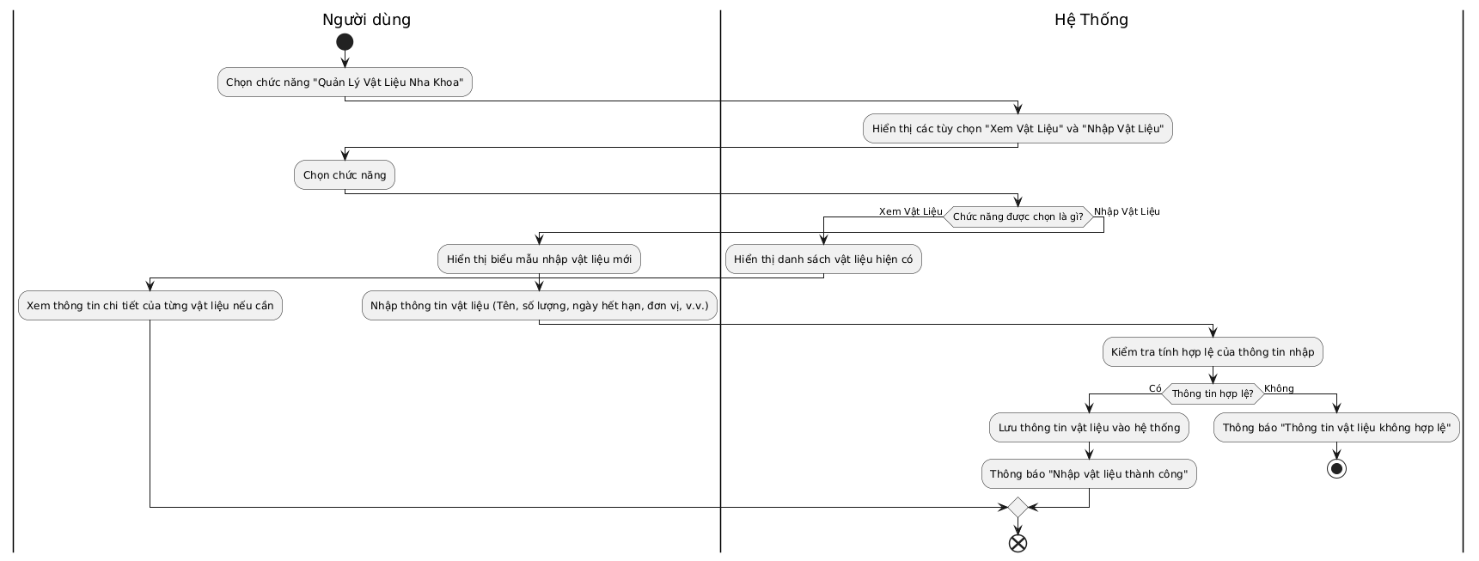 Người dùng
Hệ Thống
Chọn chức năng "Quản Lý Vật Liệu Nha Khoa"
Hiển thị các tùy chọn "Xem Vật Liệu" và "Nhập Vật Liệu"
Chọn chức năng
Xem Vật Liệu
Chức năng được chọn là gì?
Nhập Vật Liệu
Hiển thị biểu mẫu nhập vật liệu mới
Hiển thị danh sách vật liệu hiện có
Xem thông tin chi tiết của từng vật liệu nếu cần
Nhập thông tin vật liệu (Tên, số lượng, ngày hết hạn, đơn vị, v.v.)
Kiểm tra tính hợp lệ của thông tin nhập
Có
Thông tin hợp lệ?
Không
Lưu thông tin vật liệu vào hệ thống
Thông báo "Thông tin vật liệu không hợp lệ"
Thông báo "Nhập vật liệu thành công"